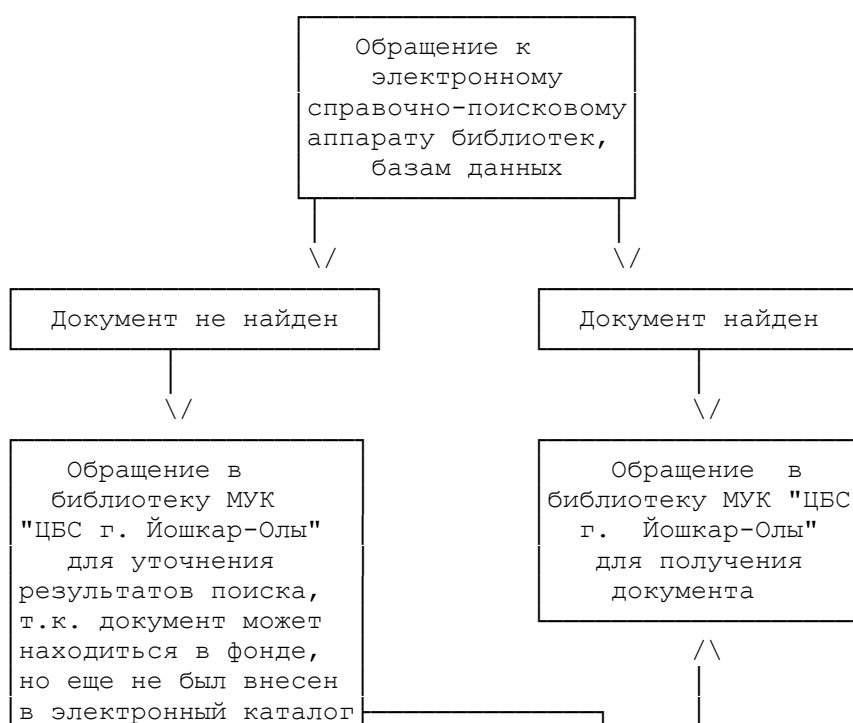 Обращение к
электронному
справочно-поисковому
аппарату библиотек,
базам данных
Документ не найден
Документ найден
Обращение в
библиотеку МУК
"ЦБС г. Йошкар-Олы"
для уточнения
результатов поиска,
т.к. документ может
находиться в фонде,
но еще не был внесен
в электронный каталог
Обращение в
библиотеку МУК "ЦБС
г. Йошкар-Олы"
для получения
документа